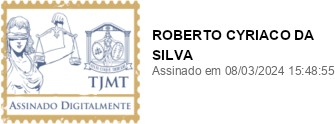 TJMT
ASSINADO DIGITALMENTE
ROBERTO CYRIACO DA
SILVA
Assinado em 08/03/2024 15:48:55